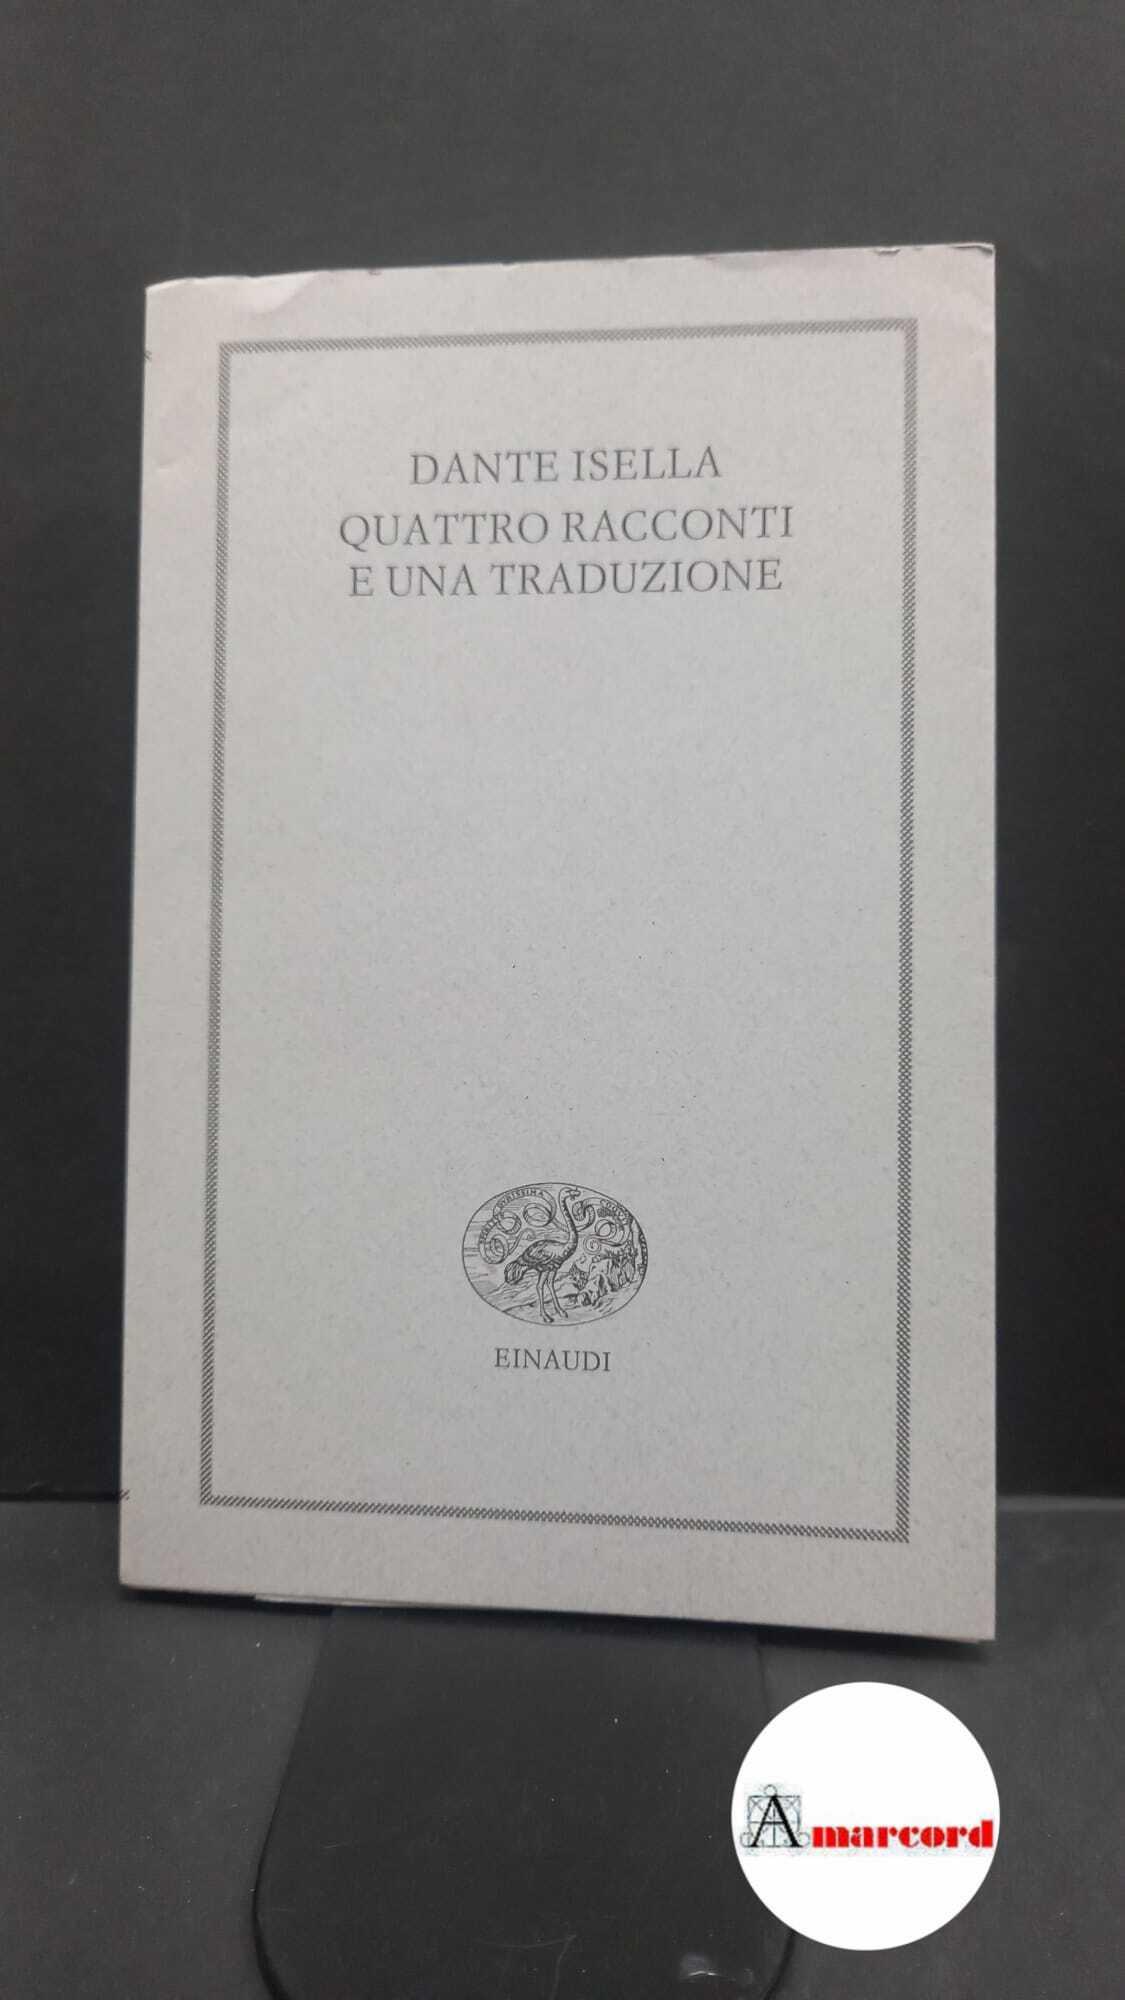 DANTE ISELLA
QUATTRO RACCONTI
E UNA TRADUZIONE
EINAUDI
Amarcord